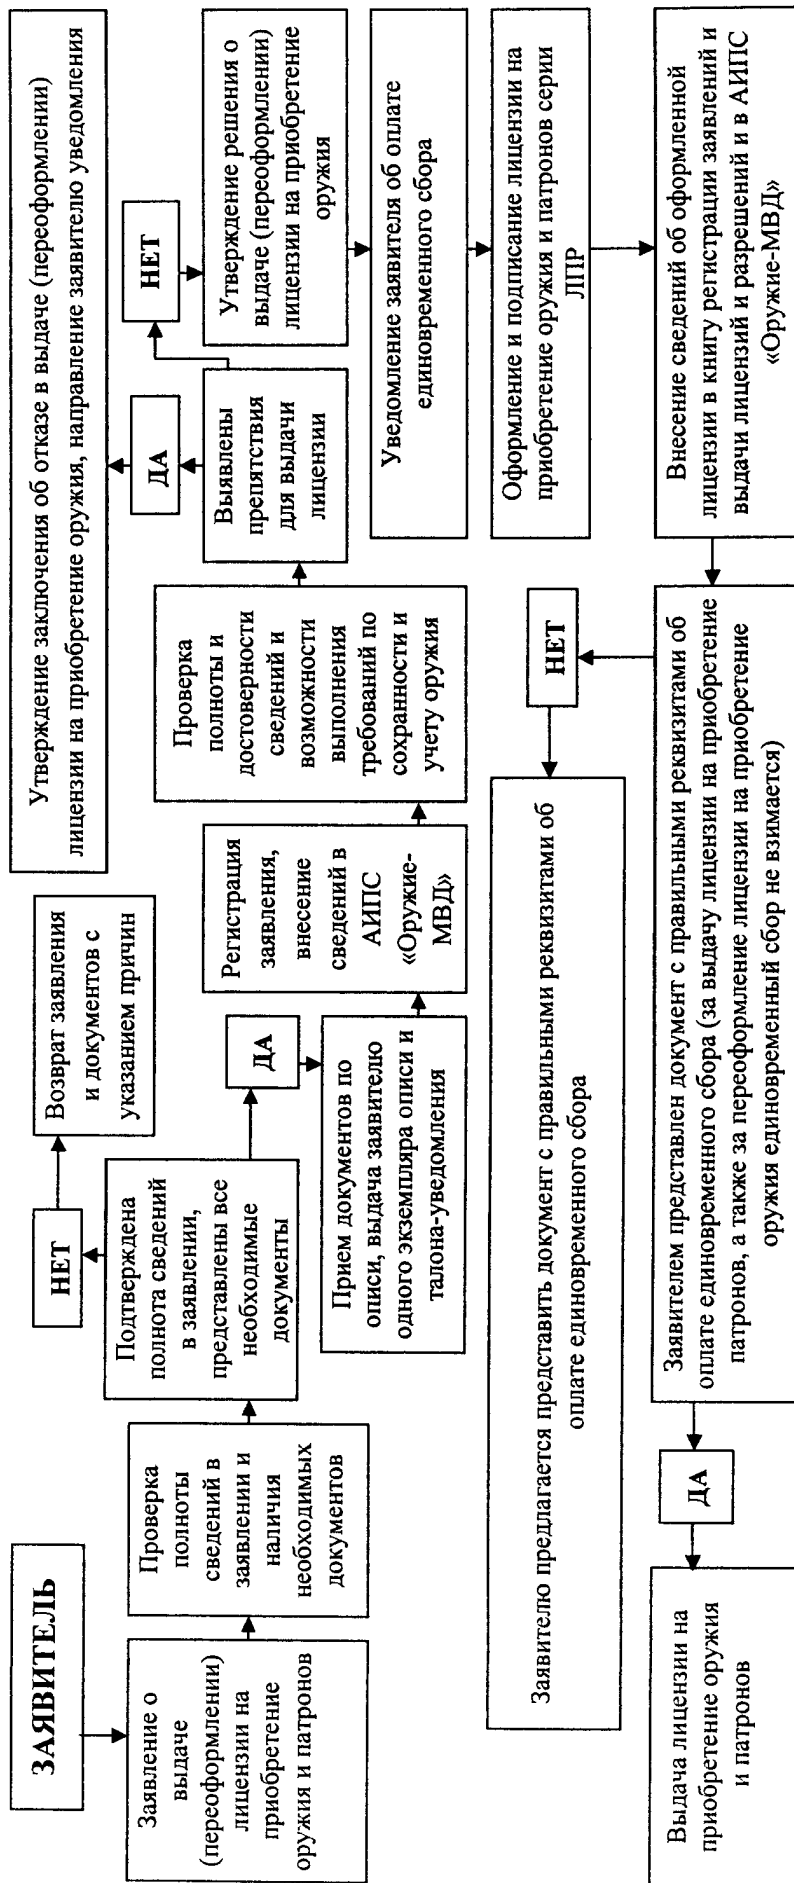 ЗАЯВИТЕЛЬ
Заявление о
выдаче
(переоформлении)
лицензии на
приобретение
оружия и патронов
Проверка
полноты
сведений в
заявлении и
наличия
необходимых
документов
Подтверждена
полнота сведений
в заявлении,
представлены все
необходимые
документы
НЕТ
Возврат заявления
и документов с
указанием причин
ДА
Прием документов по
описи, выдача заявителю
одного экземпляра описи и
талона-уведомления
Регистрация
заявления,
внесение
сведений в
АИПС
«Оружие-
МВД»
Проверка
полноты и
достоверности
сведений и
возможности
выполнения
требований по
сохранности и
учету оружия
Выявлены
препятствия
для выдачи
лицензии
ДА
Утверждение заключения об отказе в выдаче (переоформлении)
лицензии на приобретение оружия, направление заявителю уведомления
НЕТ
Утверждение решения о
выдаче (переоформлении)
лицензии на приобретение
оружия
Уведомление заявителя об оплате
единовременного сбора
Оформление и подписание лицензии на
приобретение оружия и патронов серии
ЛПР
Внесение сведений об оформленной
лицензии в книгу регистрации заявлений и
выдачи лицензий и разрешений и в АИПС
«Оружие-МВД»
Заявителем представлен документ с правильными реквизитами об
оплате единовременного сбора (за выдачу лицензии на приобретение
патронов, а также за переоформление лицензии на приобретение
оружия единовременный сбор не взимается)
НЕТ
Заявителю предлагается представить документ с правильными реквизитами об
оплате единовременного сбора
ДА
Выдача лицензии на
приобретение оружия
и патронов